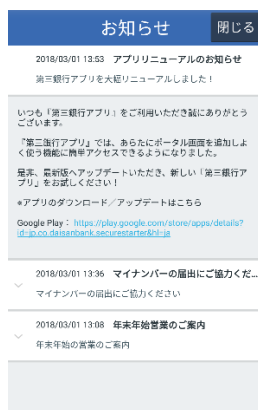 お知らせ
閉じる
2018/03/01 13:53 アプリリニューアルのお知らせ
第三銀行アプリを大幅リニューアルしました！
いつも「第三銀行アプリ」をご利用いただき誠にありがとう
ございます。
『第三銀行アプリ』では、あらたにポータル画面を追加しよ
く使う機能に簡単アクセスできるようになりました。
是非、最新版へアップデートいただき、新しい「第三銀行ア
プリ」をお試しください！
※アプリのダウンロード／アップデートはこちら
Google Play： https://play.google.com/store/apps/details?
id=jp.co.daisanbank.securestarter&hl=ja
2018/03/01 13:36 マイナンバーの届出にご協力くだ...
マイナンバーの届出にご協力ください
2018/03/01 13:08 年末年始営業のご案内
年末年始の営業のご案内